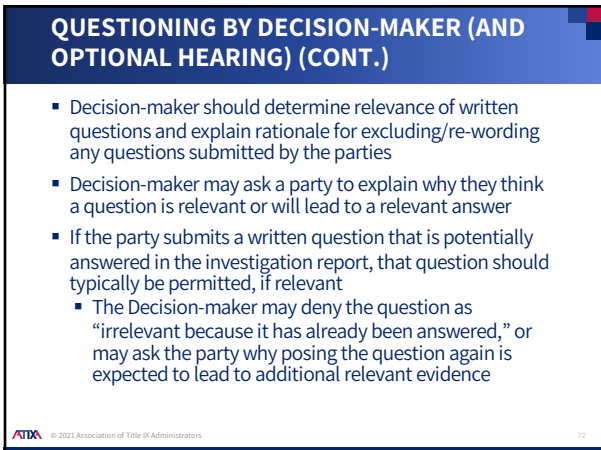 QUESTIONING BY DECISION-MAKER (AND
OPTIONAL HEARING) (CONT.)
▪ Decision-maker should determine relevance of written
questions and explain rationale for excluding/re-wording
any questions submitted by the parties
▪ Decision-maker may ask a party to explain why they think
a question is relevant or will lead to a relevant answer
▪ If the party submits a written question that is potentially
answered in the investigation report, that question should
typically be permitted, if relevant
▪ The Decision-maker may deny the question as
“irrelevant because it has already been answered,” or
may ask the party why posing the question again is
expected to lead to additional relevant evidence
ATIXA © 2021 Association of Title IX Administrators 72